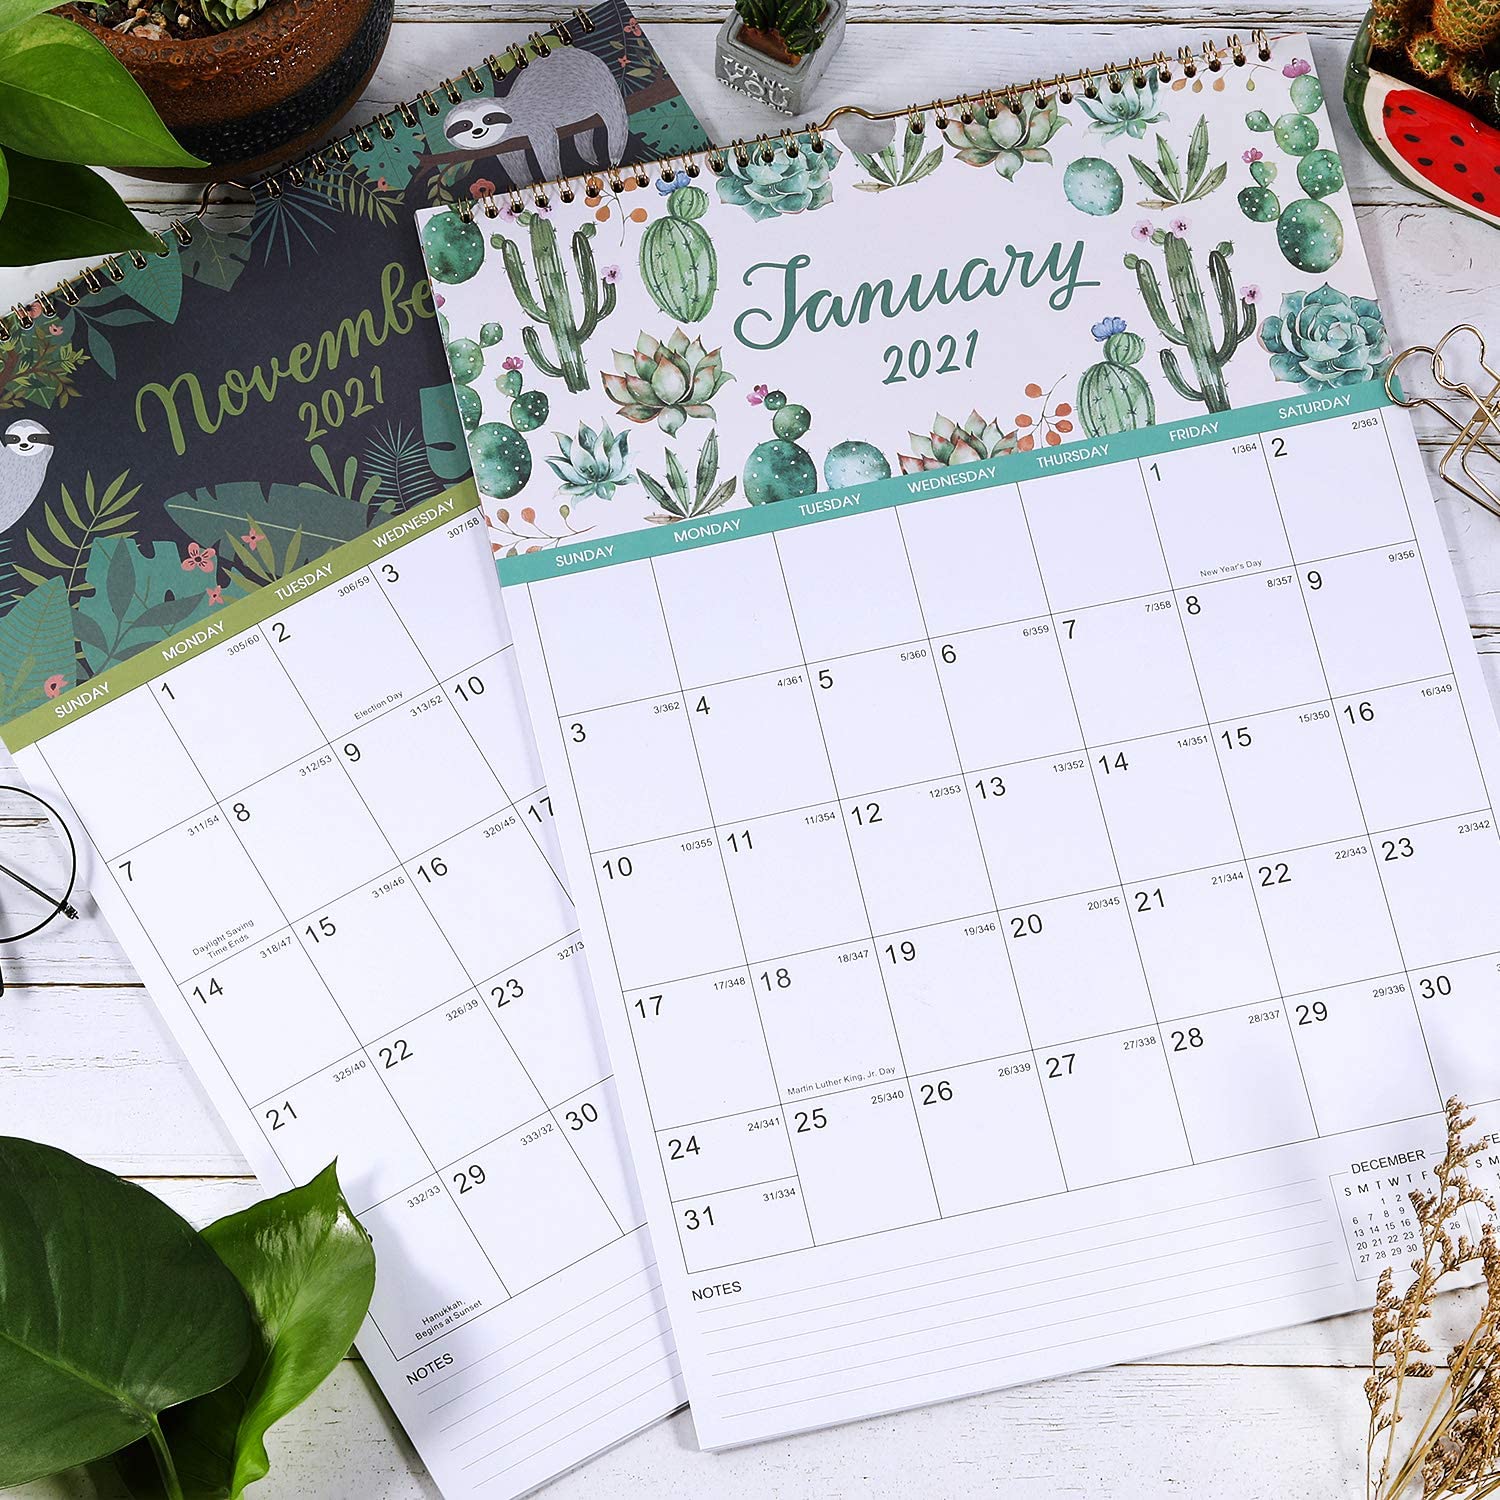 THANK
YOU
November
2021
SUNDAY MONDAY TUESDAY WEDNESDAY
1 305/60 2 306/59 3 307/58
Election Day
7 311/54 8 312/53 9 313/52 10
Daylight Saving
Time Ends
14 318/47 15 319/46 16 320/45 17
21 325/40 22 326/39 23
332/33 29 333/32 30
Hanukkah,
Begins at Sunset
NOTES
January
2021
SUNDAY MONDAY TUESDAY WEDNESDAY THURSDAY FRIDAY SATURDAY
1 1/364 2 2/363
New Year's Day
3 3/362 4 4/361 5 5/360 6 6/359 7 7/358 8 8/357 9 9/356
10 10/355 11 11/354 12 12/353 13 13/352 14 14/351 15 15/350 16 16/349
17 17/348 18 18/347 19 19/346 20 20/345 21 21/344 22 22/343 23 23/342
Martin Luther King, Jr. Day
24 24/341 25 25/340 26 26/339 27 27/338 28 28/337 29 29/336 30
31 31/334
NOTES
DECEMBER
S M T W T F
1 2
6 7 8 9
13 14 15 16
20 21 22 23 26
27 28 29 30
FE
S M